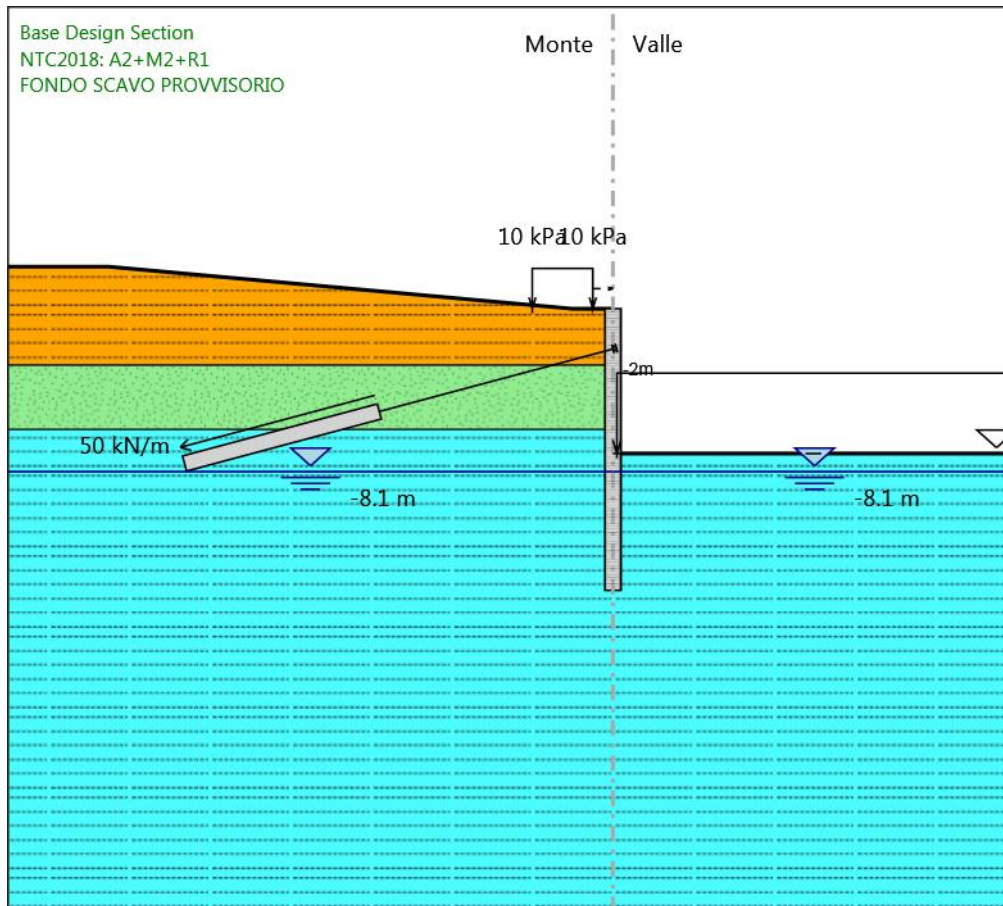 Base Design Section
NTC2018: A2+M2+R1
FONDO SCAVO PROVVISORIO
Monte
Valle
10 kPa
10 kPa
-2m
50 kN/m
-8.1 m
-8.1 m